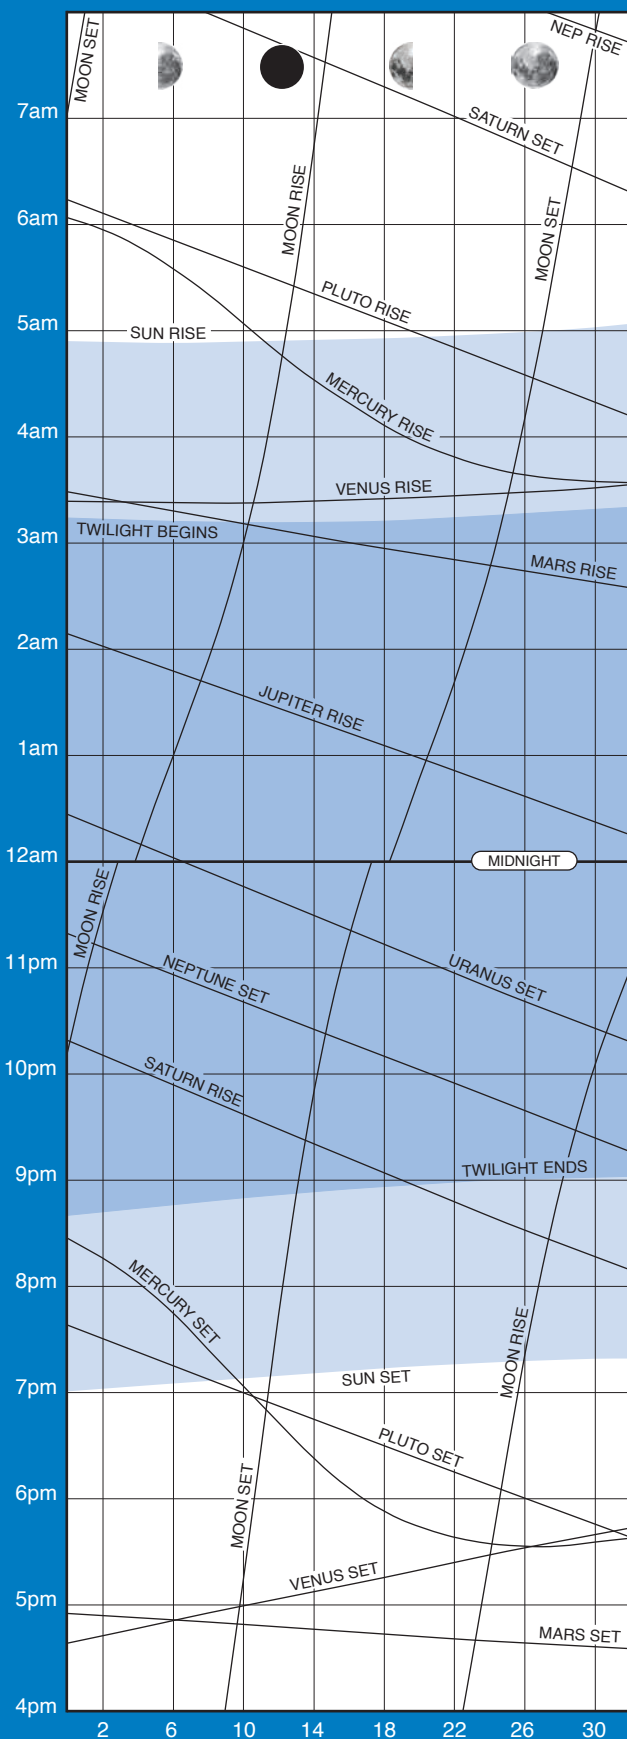 MOON SET
NEP RISE
7am
SATURN SET
MOON RISE
6am
MOON SET
PLUTO RISE
5am
SUN RISE
MERCURY RISE
4am
VENUS RISE
TWILIGHT BEGINS
3am
MARS RISE
2am
JUPITER RISE
1am
12am
MIDNIGHT
MOON RISE
11pm
NEPTUNE SET
URANUS SET
10pm
SATURN RISE
9pm
TWILIGHT ENDS
8pm
MERCURY SET
MOON RISE
7pm
SUN SET
PLUTO SET
6pm
MOON SET
VENUS SET
5pm
MARS SET
4pm
2 6 10 14 18 22 26 30